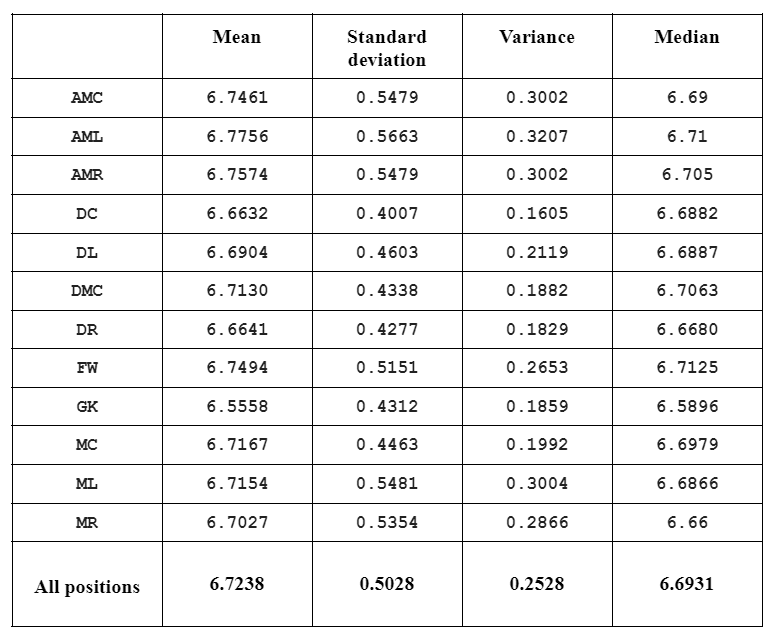 Mean Standard deviation Variance Median
AMC 6.7461 0.5479 0.3002 6.69
AML 6.7756 0.5663 0.3207 6.71
AMR 6.7574 0.5479 0.3002 6.705
DC 6.6632 0.4007 0.1605 6.6882
DL 6.6904 0.4603 0.2119 6.6887
DMC 6.7130 0.4338 0.1882 6.7063
DR 6.6641 0.4277 0.1829 6.6680
FW 6.7494 0.5151 0.2653 6.7125
GK 6.5558 0.4312 0.1859 6.5896
MC 6.7167 0.4463 0.1992 6.6979
ML 6.7154 0.5481 0.3004 6.6866
MR 6.7027 0.5354 0.2866 6.66
All positions 6.7238 0.5028 0.2528 6.6931